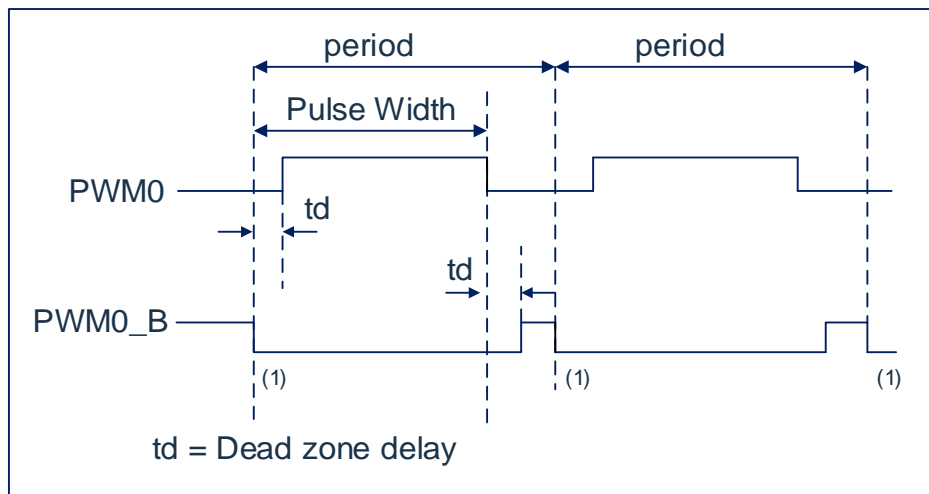 period period
Pulse Width
PWM0
td
td
PWM0_B
(1) (1) (1)
td = Dead zone delay